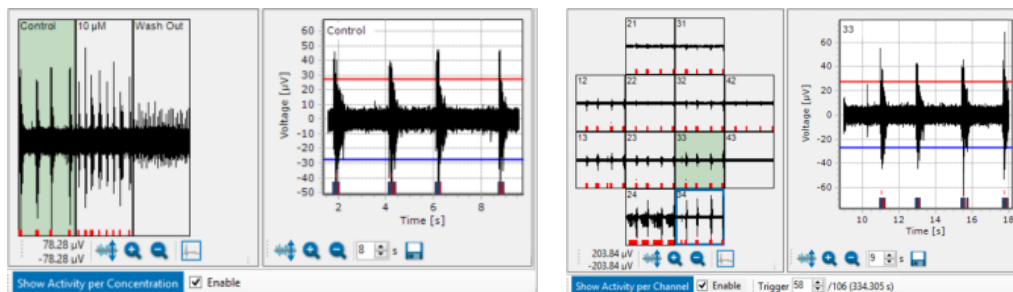 Control 10 µM Wash Out
78.28 µV
-78.28 µV
Show Activity per Concentration Enable
Control
Voltage [µV]
60
50
40
30
20
10
0
-10
-20
-30
-40
-50
2 4 6 8
Time [s]
8 s
21 31
12 22 32 42
13 23 33 43
24 34
203.84 µV
-203.84 µV
Show Activity per Channel Enable Trigger 58 /106 (334.305 s)
33
Voltage [µV]
60
40
20
0
-20
-40
-60
10 12 14 16 18
Time [s]
9 s